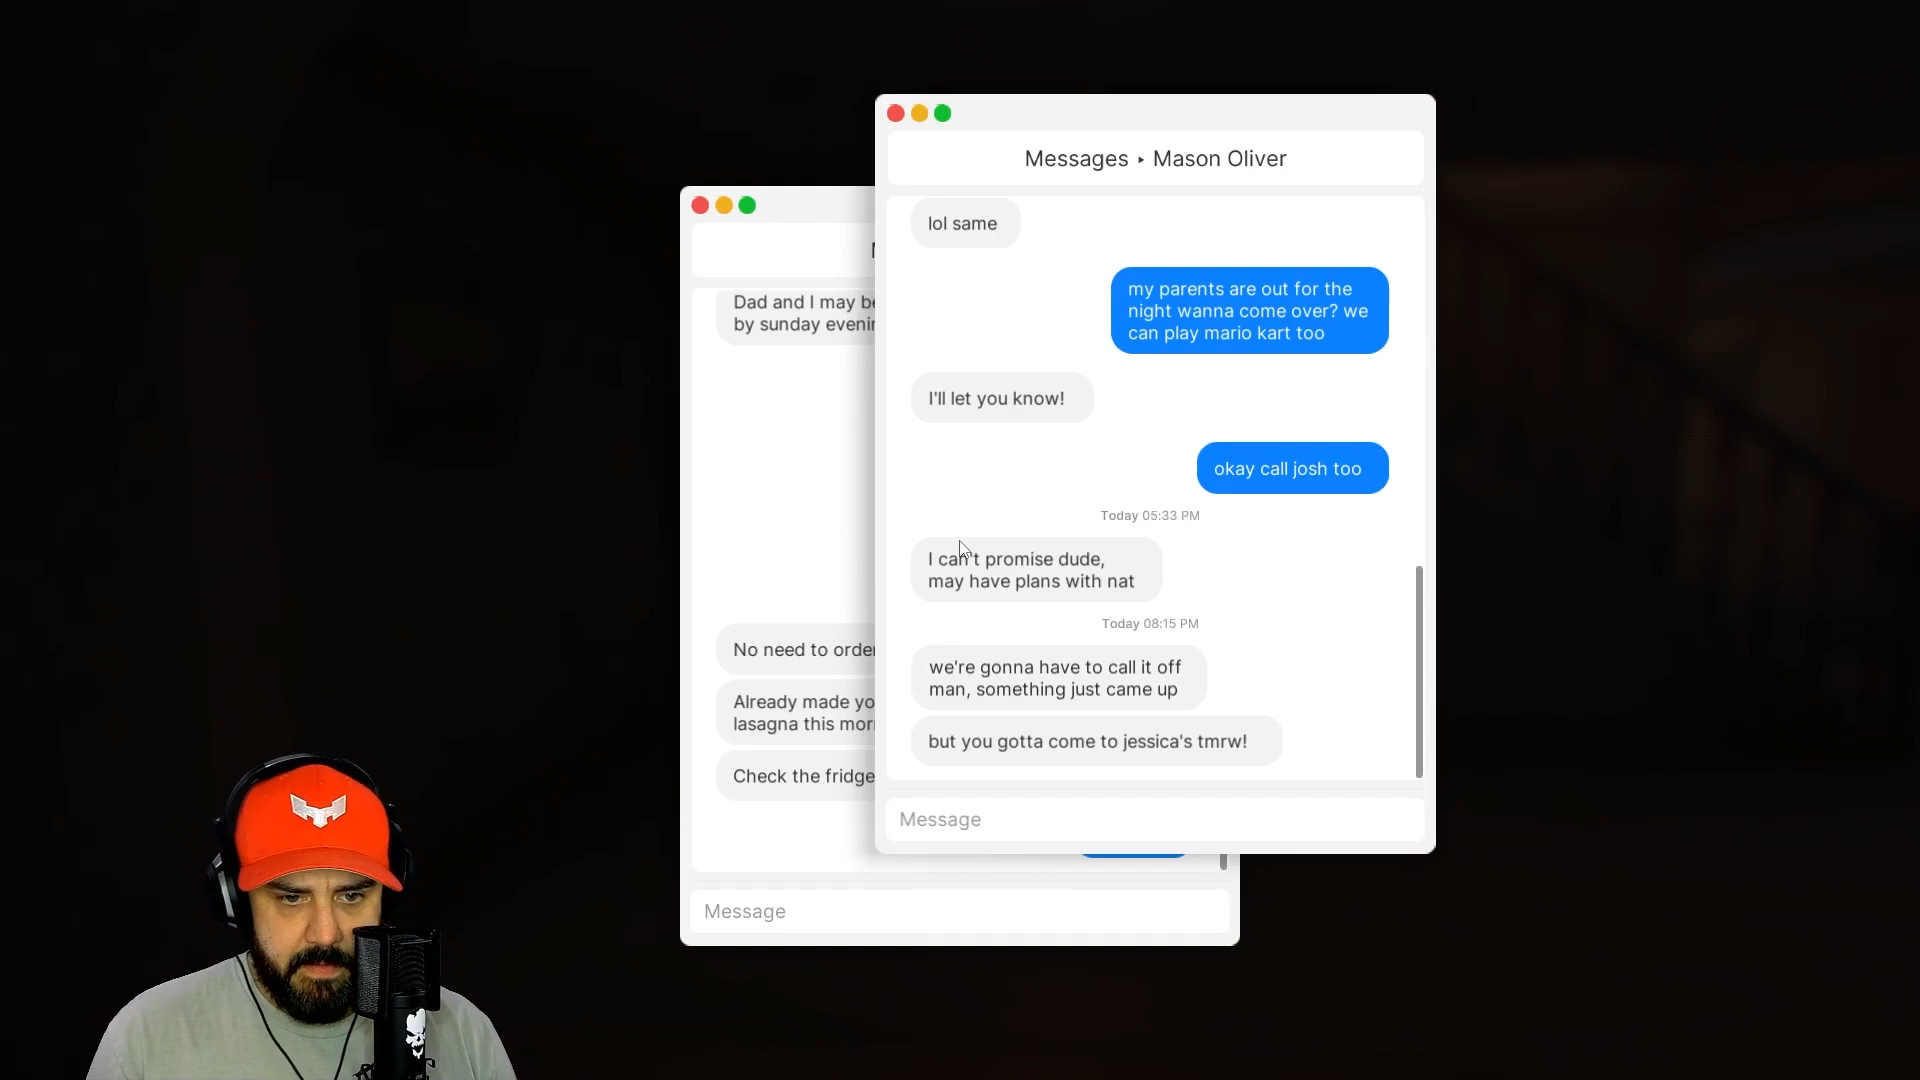 Messages ‣ Mason Oliver
lol same
my parents are out for the
night wanna come over? we
can play mario kart too
I'll let you know!
okay call josh too
Today 05:33 PM
I can't promise dude,
may have plans with nat
Today 08:15 PM
we're gonna have to call it off
man, something just came up
but you gotta come to jessica's tmrw!
Message
Dad and I may
by sunday
No need to
Already made
lasagna this
Check the fridge
Message